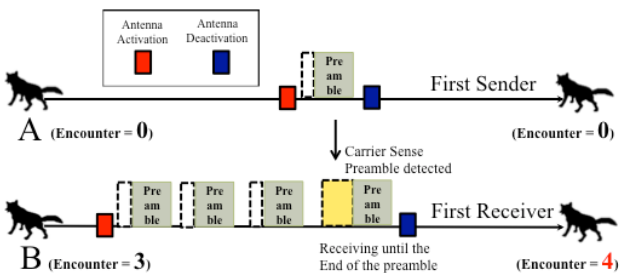 Antenna
Activation
Antenna
Deactivation
Pre
am
ble
First Sender
A (Encounter = 0)
(Encounter = 0)
Carrier Sense
Preamble detected
Pre
am
ble
Pre
am
ble
Pre
am
ble
Pre
am
ble
First Receiver
B (Encounter = 3)
Receiving until the
End of the preamble
(Encounter = 4)